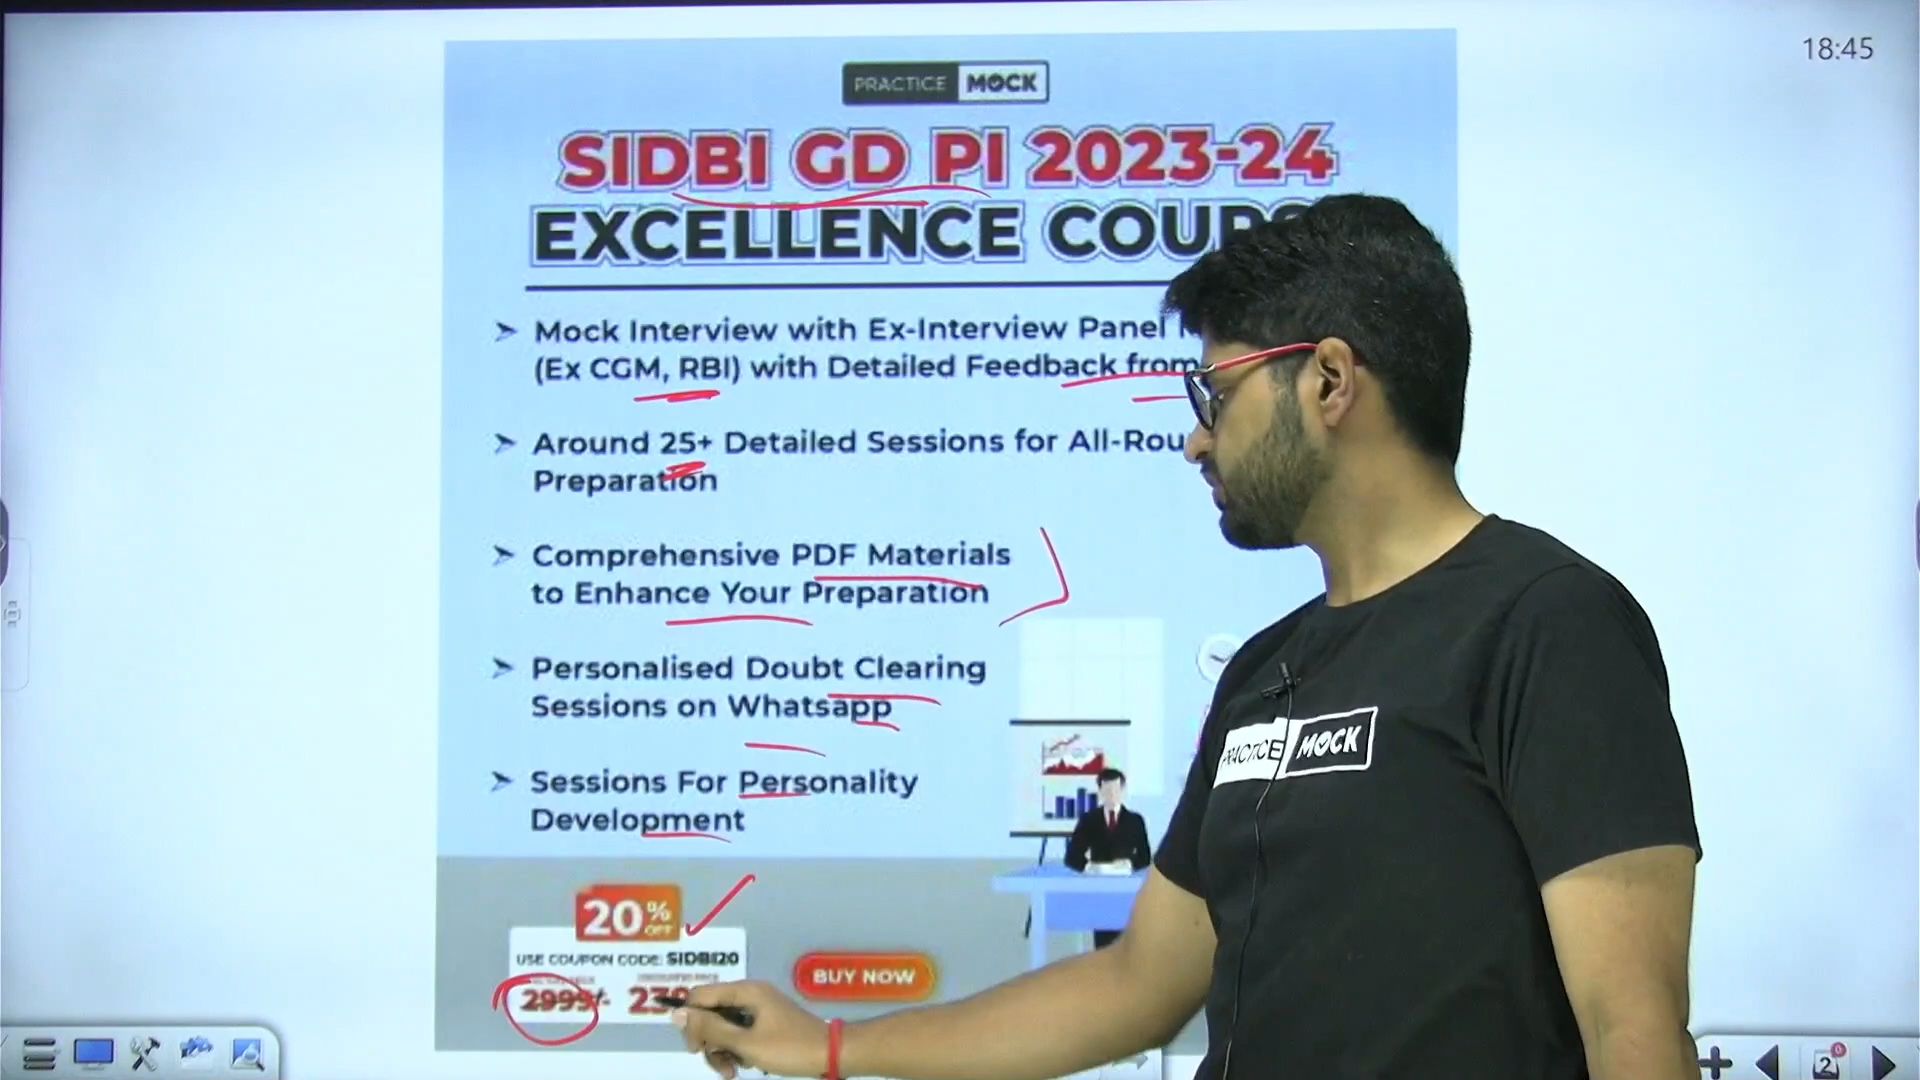 18:45
PRACTICE MOCK
SIDBI GD PI 2023-24
EXCELLENCE
Mock Interview with Ex-Interview Panel
(Ex CGM, RBI) with Detailed Feedback from
Around 25+ Detailed Sessions for
Preparation
Comprehensive PDF Materials
to Enhance Your Preparation
Personalised Doubt Clearing
Sessions on Whatsapp
Sessions For Personality
Development
20% OFF
USE COUPON CODE: SIDBI20
2999/-
BUY NOW
PRACTICE MOCK
2
0